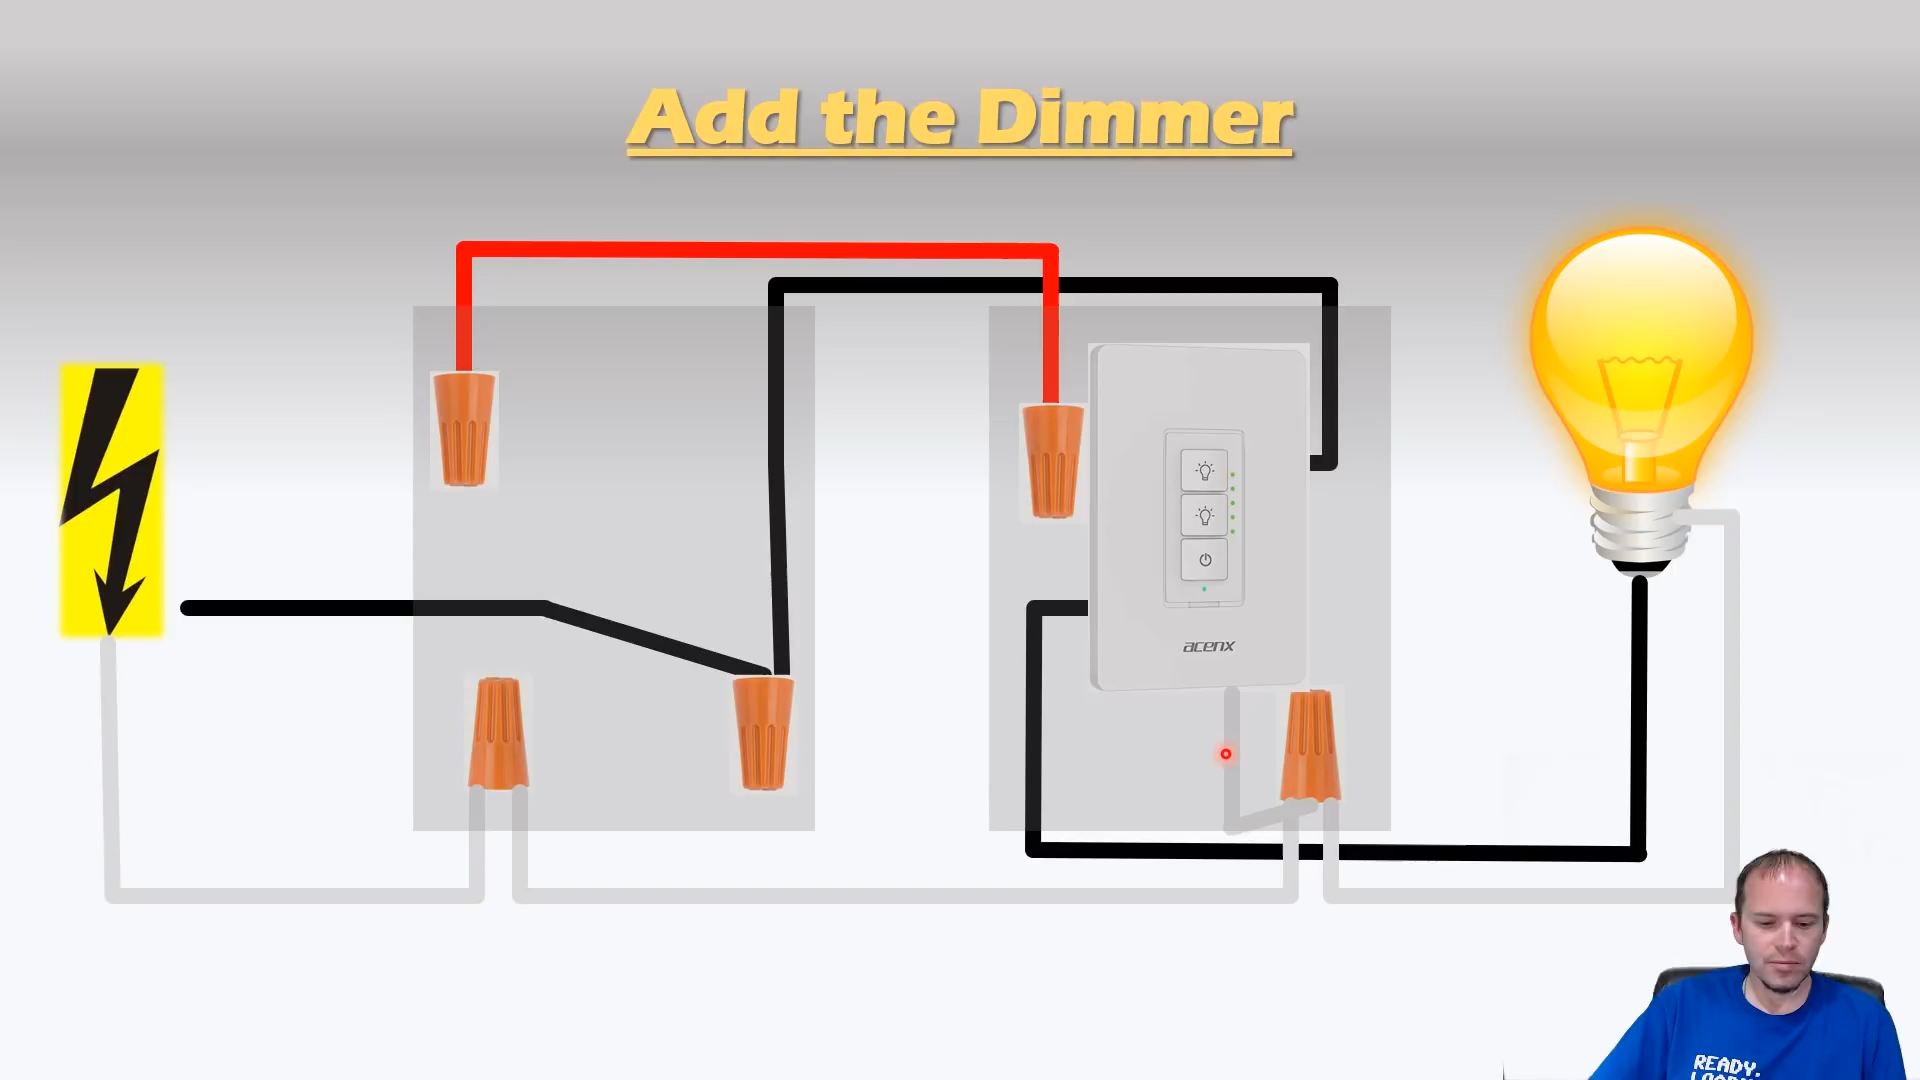 Add the Dimmer
acenx
READY.